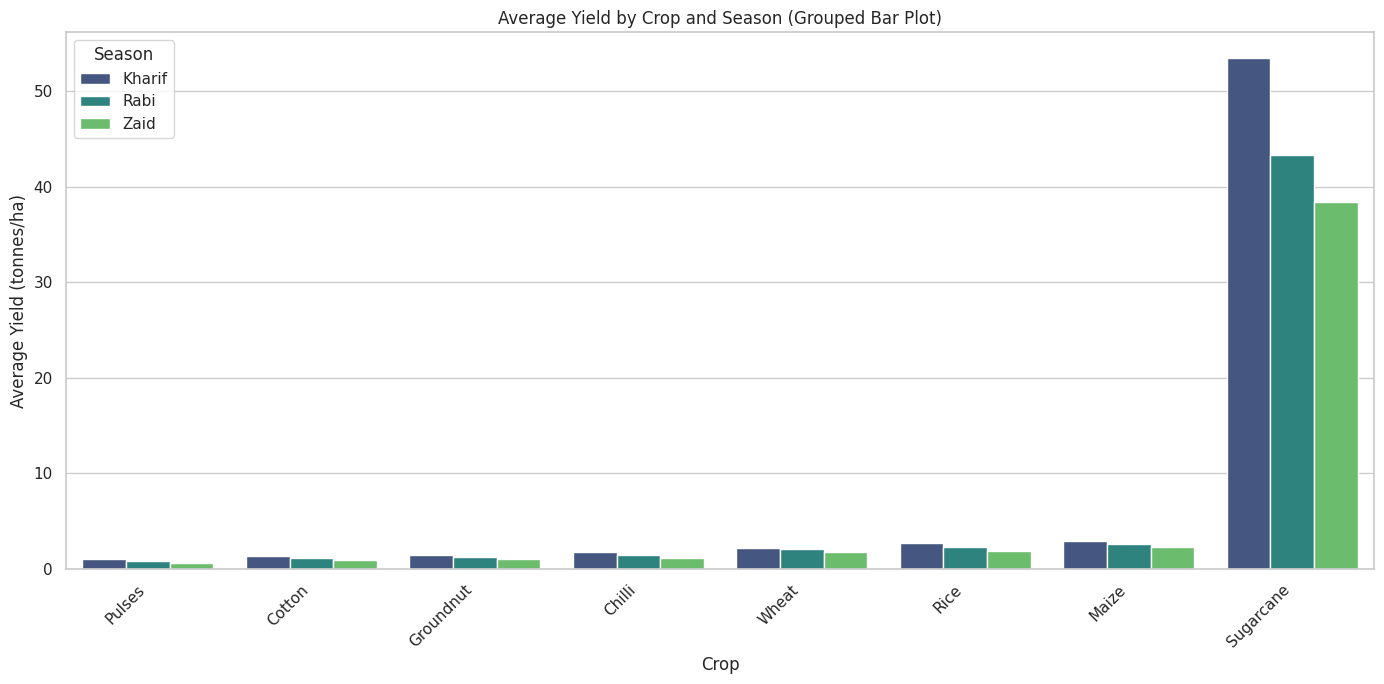 Average Yield by Crop and Season (Grouped Bar Plot)
Season
Kharif
Rabi
Zaid
Average Yield (tonnes/ha)
50
40
30
20
10
0
Pulses
Cotton
Groundnut
Chilli
Wheat
Rice
Maize
Sugarcane
Crop